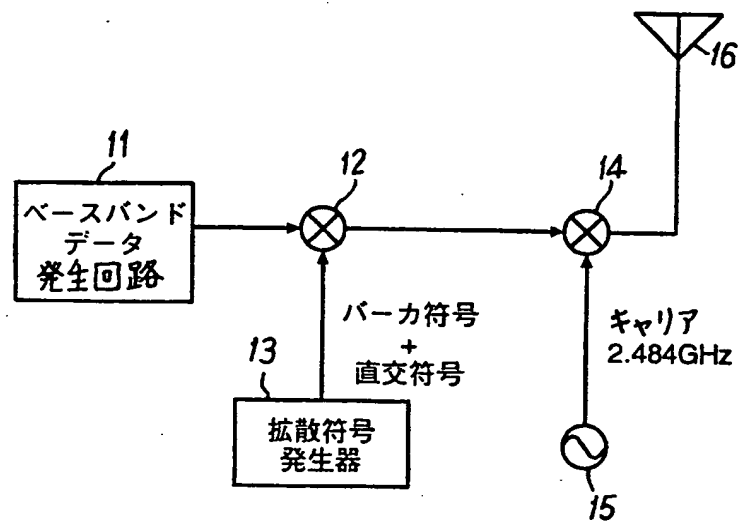 16
11
ベースバンド
データ
発生回路
12
14
バーカ符号
+
直交符号
キャリア
2.484GHz
13
拡散符号
発生器
15